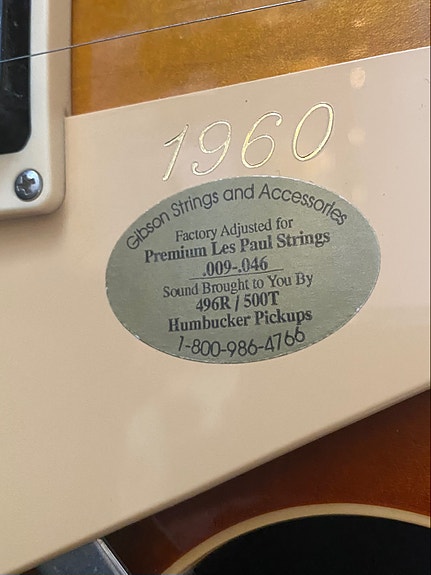 1960
Gibson Strings and Accessories
Factory Adjusted for
Premium Les Paul Strings
.009-.046
Sound Brought to You By
496R / 500T
Humbucker Pickups
1-800-986-4766